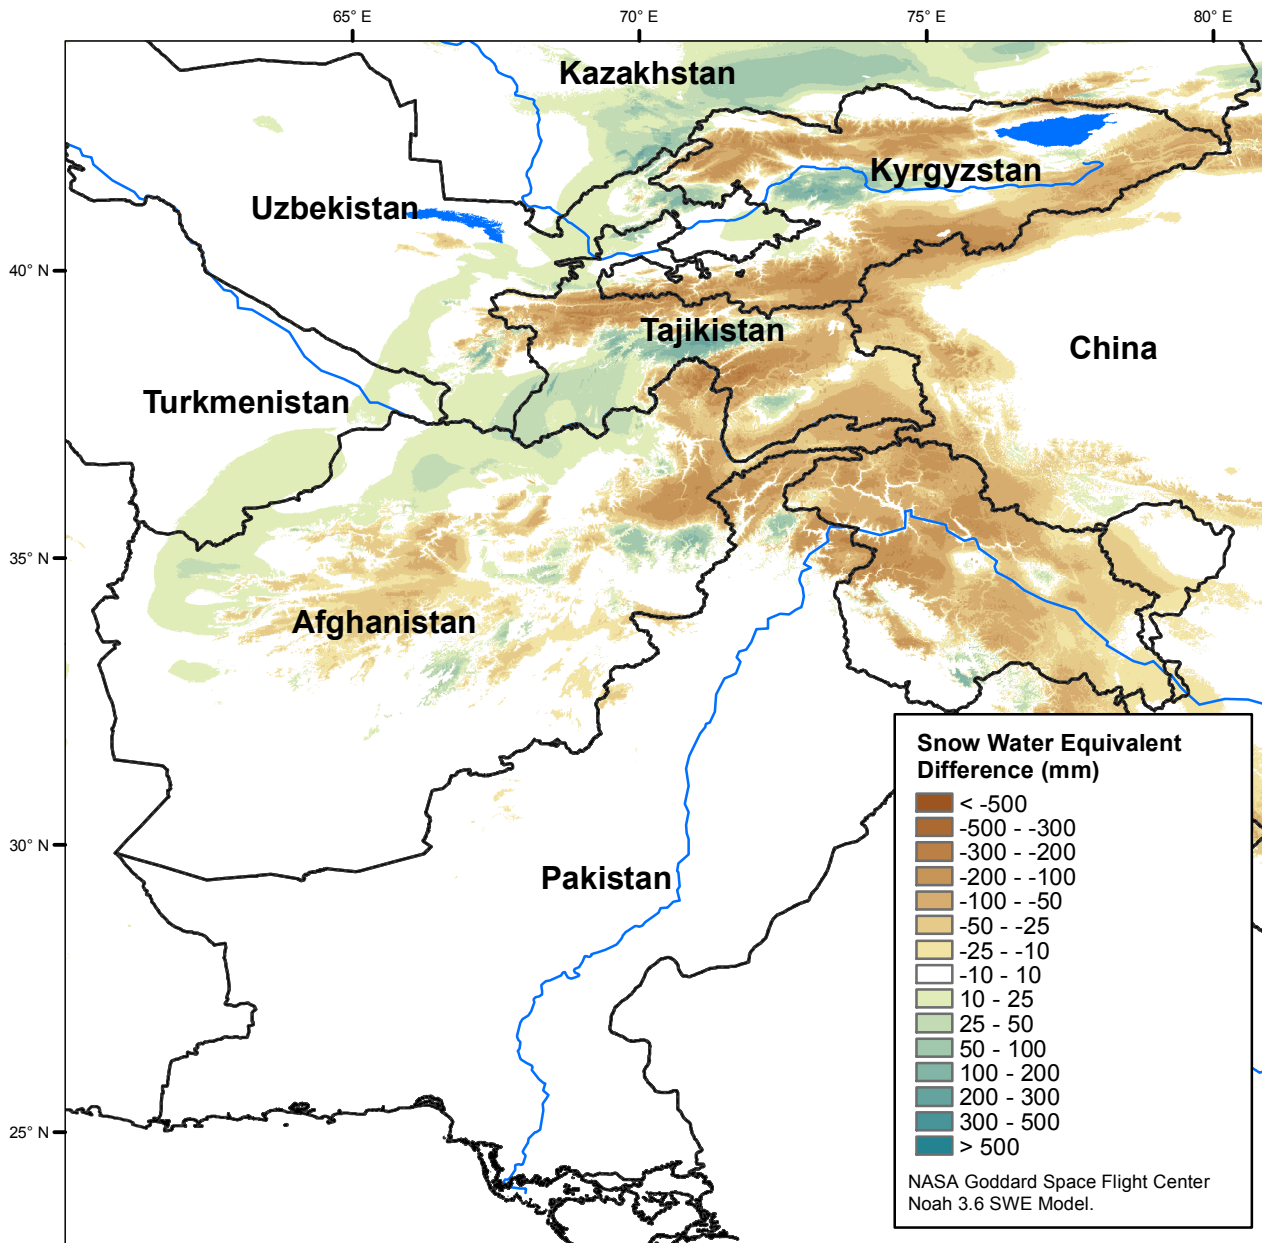 65° E
70° E
75° E
80° E
Kazakhstan
Kyrgyzstan
Uzbekistan
40° N
Tajikistan
China
Turkmenistan
35° N
Afghanistan
30° N
Pakistan
25° N
Snow Water Equivalent
Difference (mm)
< -500
-500 - -300
-300 - -200
-200 - -100
-100 - -50
-50 - -25
-25 - -10
-10 - 10
10 - 25
25 - 50
50 - 100
100 - 200
200 - 300
300 - 500
> 500
NASA Goddard Space Flight Center
Noah 3.6 SWE Model.